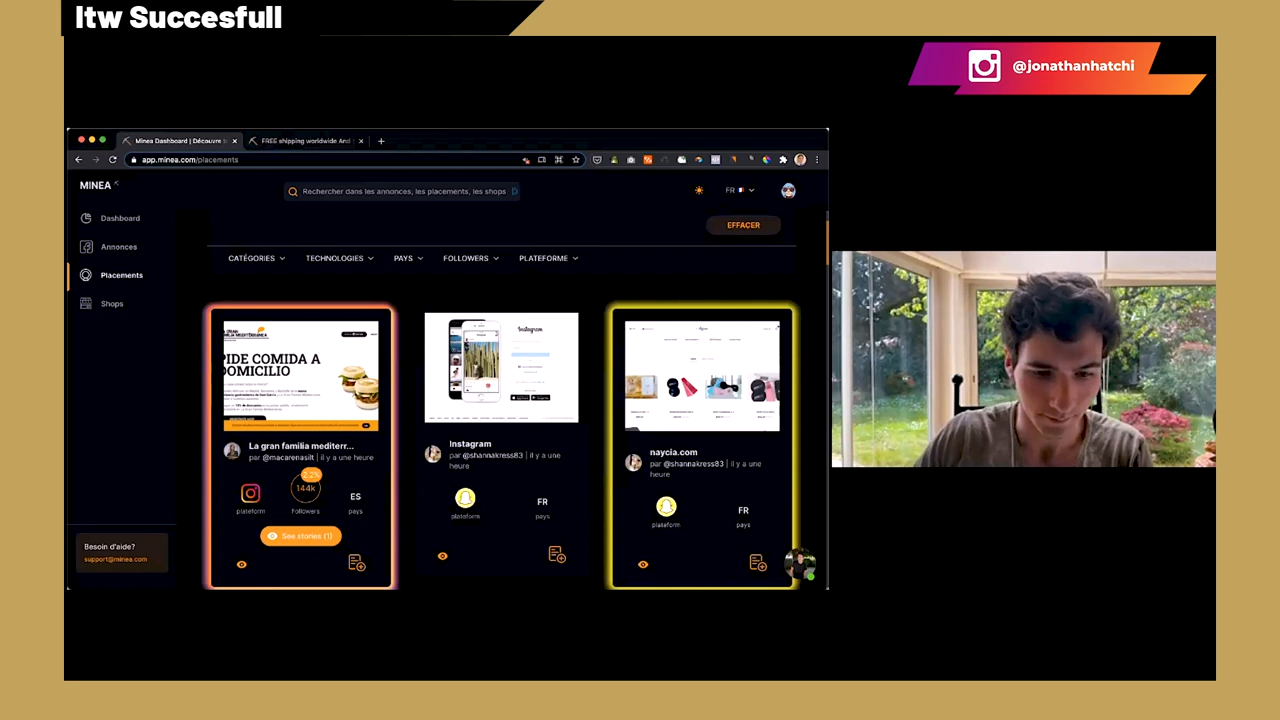 Itw Succesfull
@jonathanhatchi
Minea Dashboard | Découvre
FREE shipping worldwide And
app.minea.com/placements
MINEA
Rechercher dans les annonces, les placements, les shops
FR
Dashboard
Annonces
Placements
Shops
EFFACER
CATÉGORIES
TECHNOLOGIES
PAYS
FOLLOWERS
PLATEFORME
PIDE COMIDA A
DOMICILIO
Instagram
La gran familia mediterr...
par @macarenasilt | il y a une heure
2.2%
144k
plateform
Followers
ES
pays
See stories (1)
Instagram
par @shannakress83 | il y a une
heure
plateform
FR
pays
naycia.com
par @shannakress83 | il y a une
heure
plateform
FR
pays
Besoin d'aide?
support@minea.com